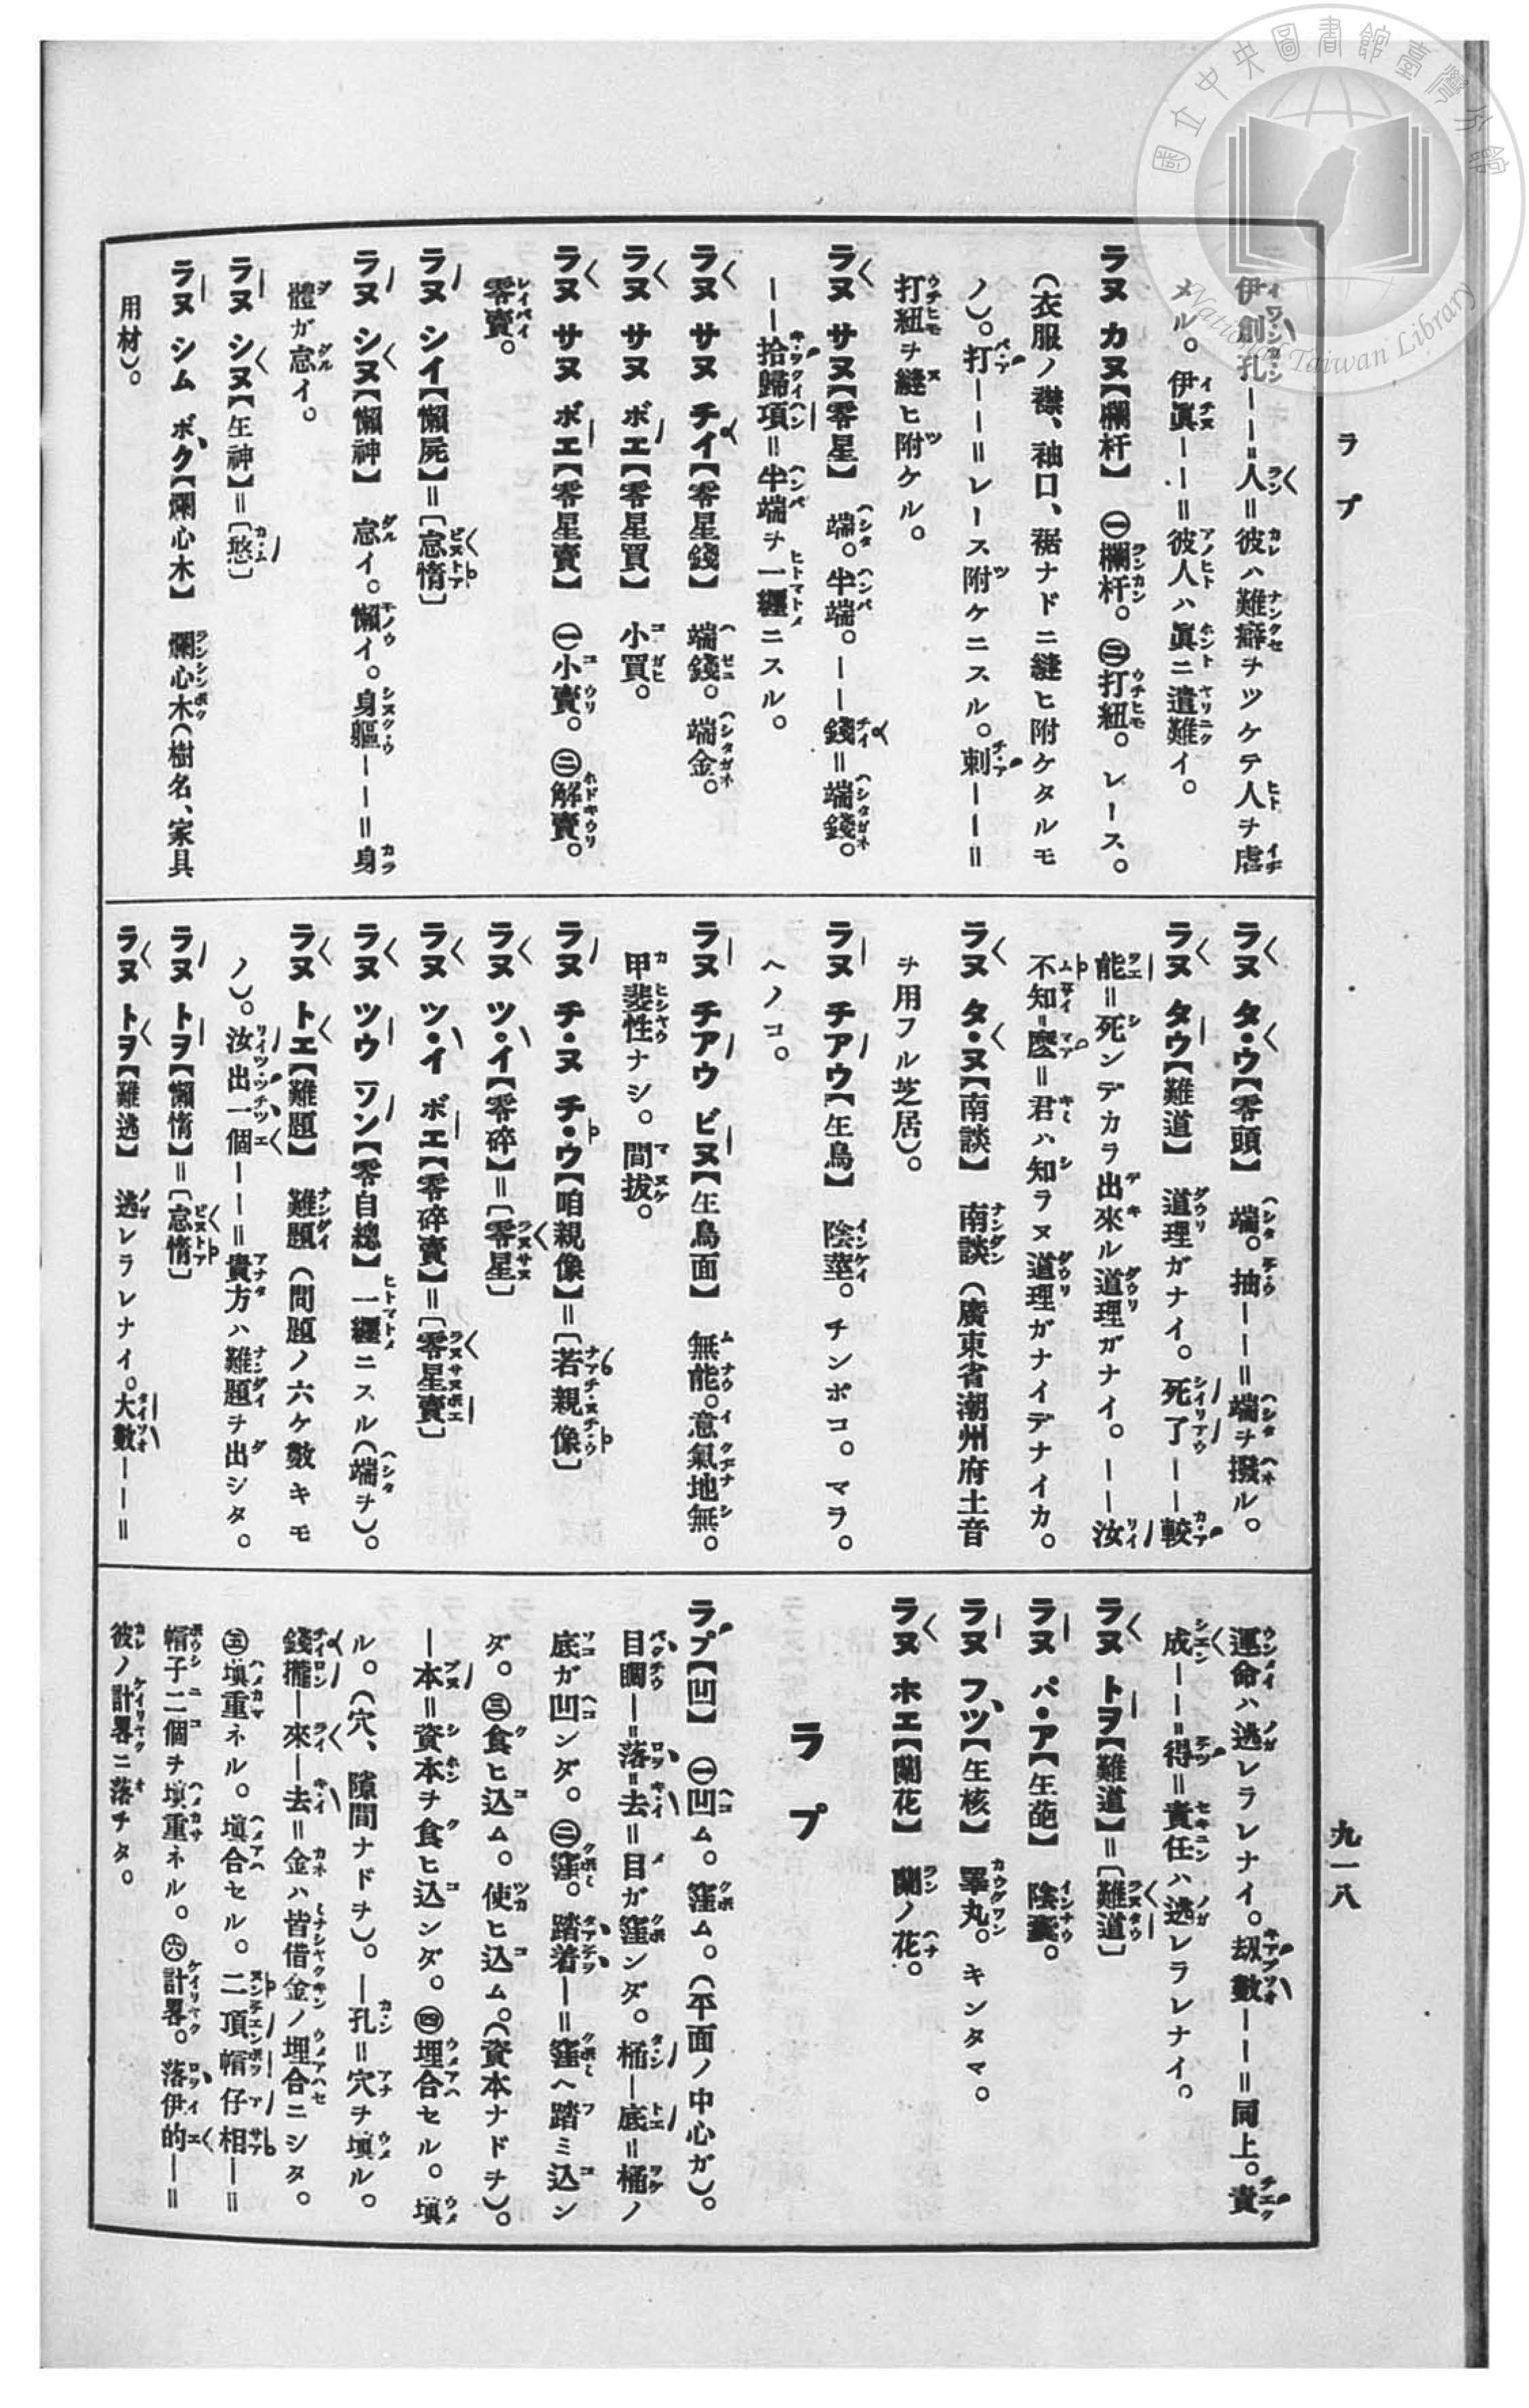 國立中央圖書館臺灣分館
National Taiwan Library
ラプ
九一八
伊創孔ーー=人=彼ハ難癖ヲツケテ人ヲ虐
メル。伊眞ーー=彼人ハ眞ニ遣難イ。
ラヌ カヌ【欄杆】 ㊀欄杆。㊁打紐。レース。
(衣服ノ襟、袖口、裾ナドニ縫ヒ附ケタルモ
ノ)。打ーー=レース附ケニスル。刺ーー=
打紐ヲ縫ヒ附ケル。
ラヌ サヌ【零星】 端。半端。ーー錢=端錢。
ーー拾歸項=半端ヲ一纒ニスル。
ラヌ サヌ チイ【零星錢】 端錢。端金。
ラヌ サヌ ボエ【零星買】 小買。
ラヌ サヌ ボエ【零星賣】 ㊀小賣。㊁解賣。
零賣。
ラヌ シイ【懶屍】=〔怠惰〕
ラヌ シヌ【懶神】 怠イ。懶イ。身軀ーー=身
體ガ怠イ。
ラヌ シヌ【生神】=〔憨〕
ラヌ シム ボク【爛心木】 爛心木(樹名、家具
用材)。
ラヌ タ・ウ【零頭】 端。抽ーー=端ヲ撥ル。
ラヌ タウ【難道】 道理ガナイ。死了ーー較
能=死ンデカラ出來ル道理ガナイ。ーー汝
不知=麼=君ハ知ラヌ道理ガナイデナイカ。
ラヌ タ・ヌ【南談】 南談(廣東省潮州府土音
ヲ用フル芝居)。
ラヌ チアウ【生鳥】 陰莖。チンポコ。マラ。
ヘノコ。
ラヌ チアウ ビヌ【生鳥面】 無能。意氣地無。
甲斐性ナシ。間拔。
ラヌ チ・ヌ チ・ウ【咱親像】=〔若親像〕
ラヌ ツ・イ【零碎】=〔零星〕
ラヌ ツ・イ ボエ【零碎賣】=〔零星賣〕
ラヌ ツウ ツン【零自總】 一纒ニスル(端ヲ)。
ラヌ トエ【難題】 難題(問題ノ六ケ數キモ
ノ)。汝出一個ーー=貴方ハ難題ヲ出シタ。
ラヌ トヲ【懶惰】=〔怠惰〕
ラヌ トヲ【難逃】 逃レラレナイ。大數ーー=
運命ハ逃レラレナイ。刼數ーー=同上。責
成ーー=得=責任ハ逃レラレナイ。
ラヌ トヲ【難道】=〔難道〕
ラヌ パ・ア【生葩】 陰囊。
ラヌ フツ【生核】 睪丸。キンタマ。
ラヌ ホエ【蘭花】 蘭ノ花。
ラプ
ラプ【凹】 ㊀凹ム。窪ム。(平面ノ中心ガ)。
目睭ー=落=去=目ガ窪ンダ。桶ー底=桶ノ
底ガ凹ンダ。㊁窪。踏着ー=窪ヘ踏ミ込ン
ダ。㊂食ヒ込ム。使ヒ込ム。(資本ナドヲ)。
ー本=資本ヲ食ヒ込ンダ。㊃埋合セル。塡
ル。(穴、隙間ナドヲ)。ー孔=穴ヲ塡ル。
錢攏ー來ー去=金ハ皆借金ノ埋合ニシタ。
㊄塡重ネル。塡合セル。二頂帽仔相ー=
帽子二個ヲ塡重ネル。㊅計畧。落伊的ー=
彼ノ計畧ニ落チタ。